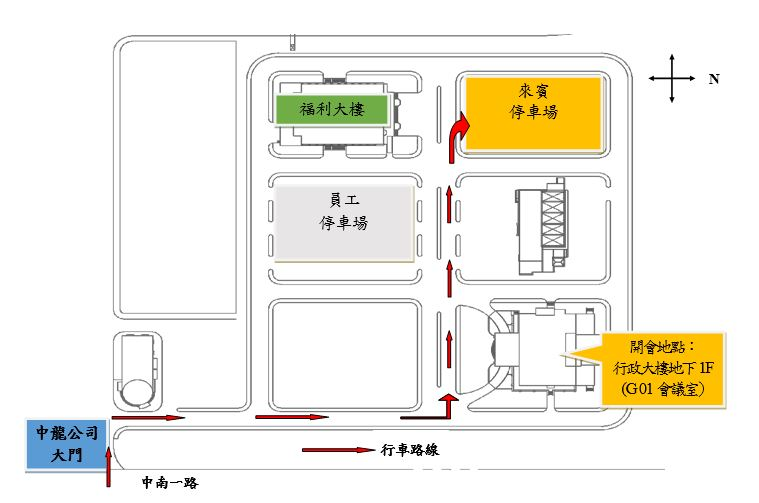 福利大樓
來賓
停車場
N
員工
停車場
開會地點：
行政大樓地下1F
(G01會議室)
中龍公司
大門
行車路線
中南一路